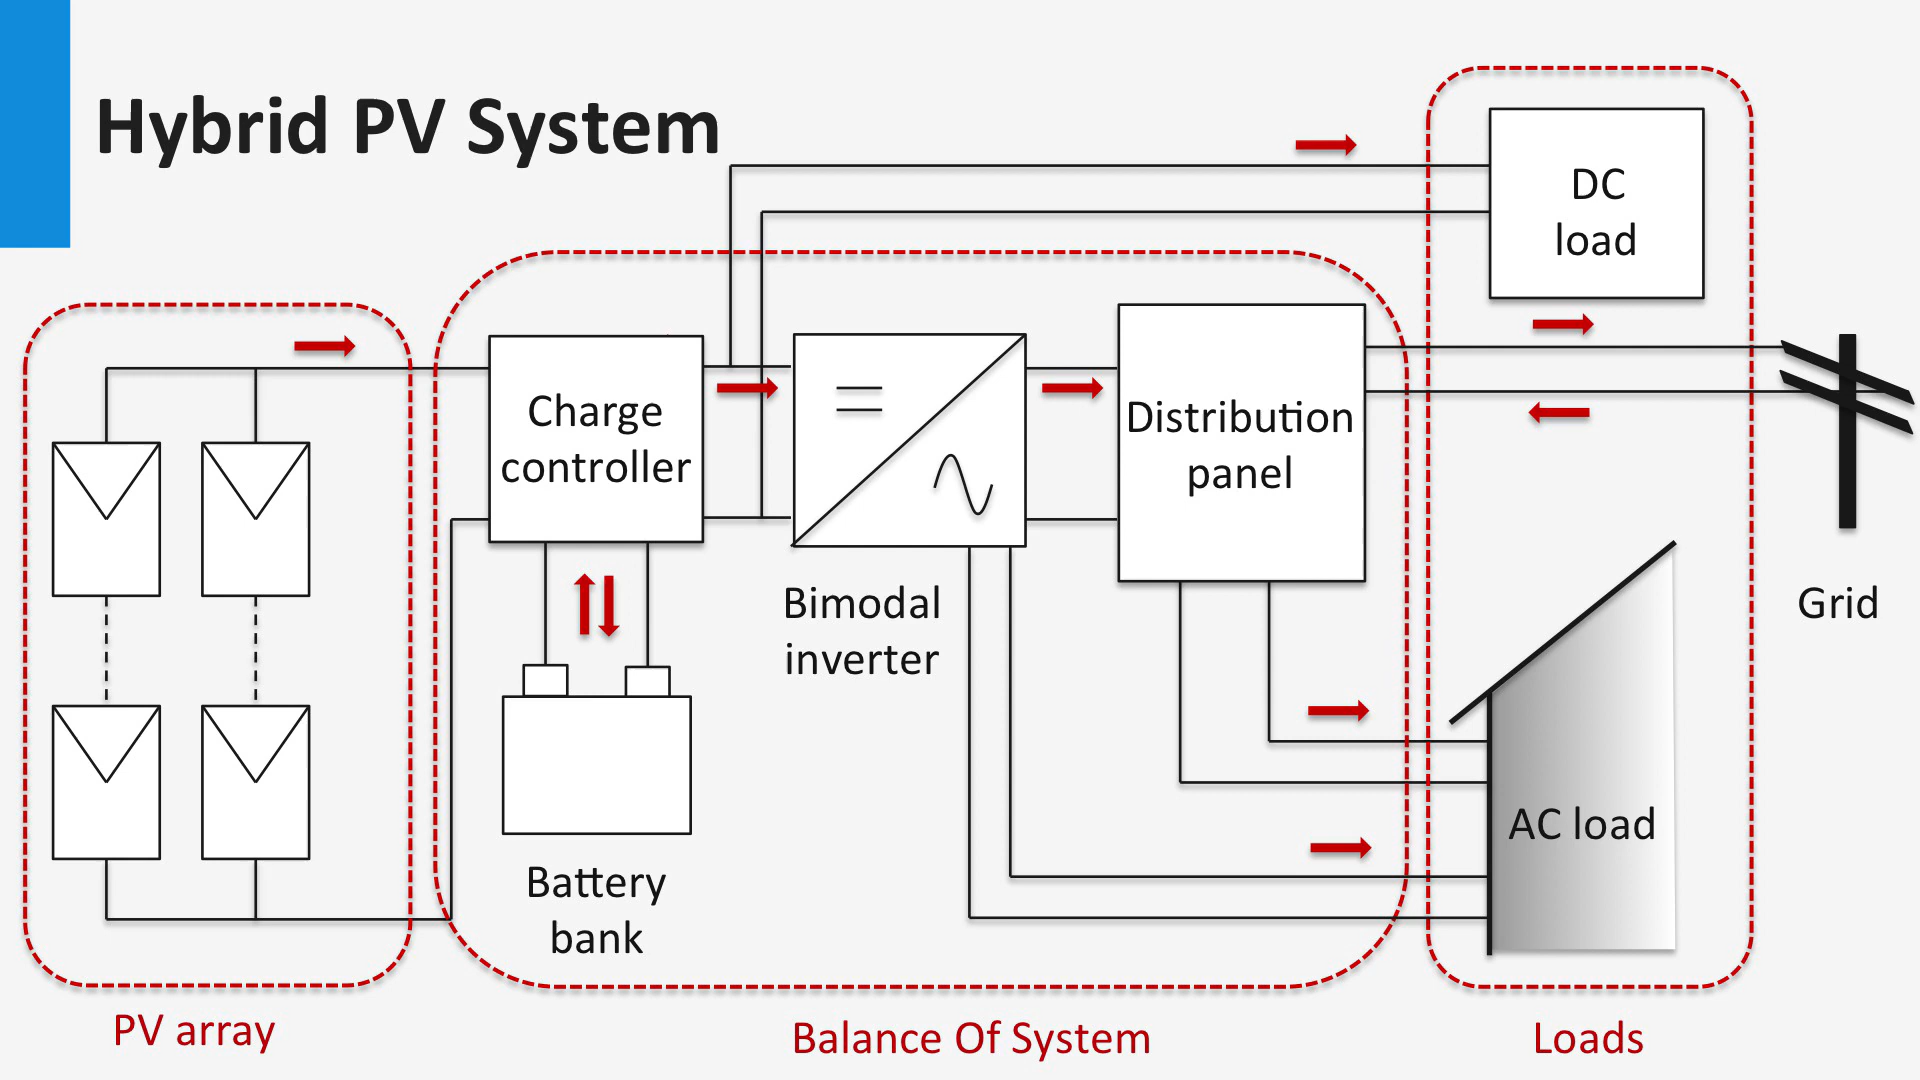 Hybrid PV System
DC
load
Charge
controller
Distribution
panel
Bimodal
inverter
Grid
AC load
Battery
bank
PV array
Balance Of System
Loads